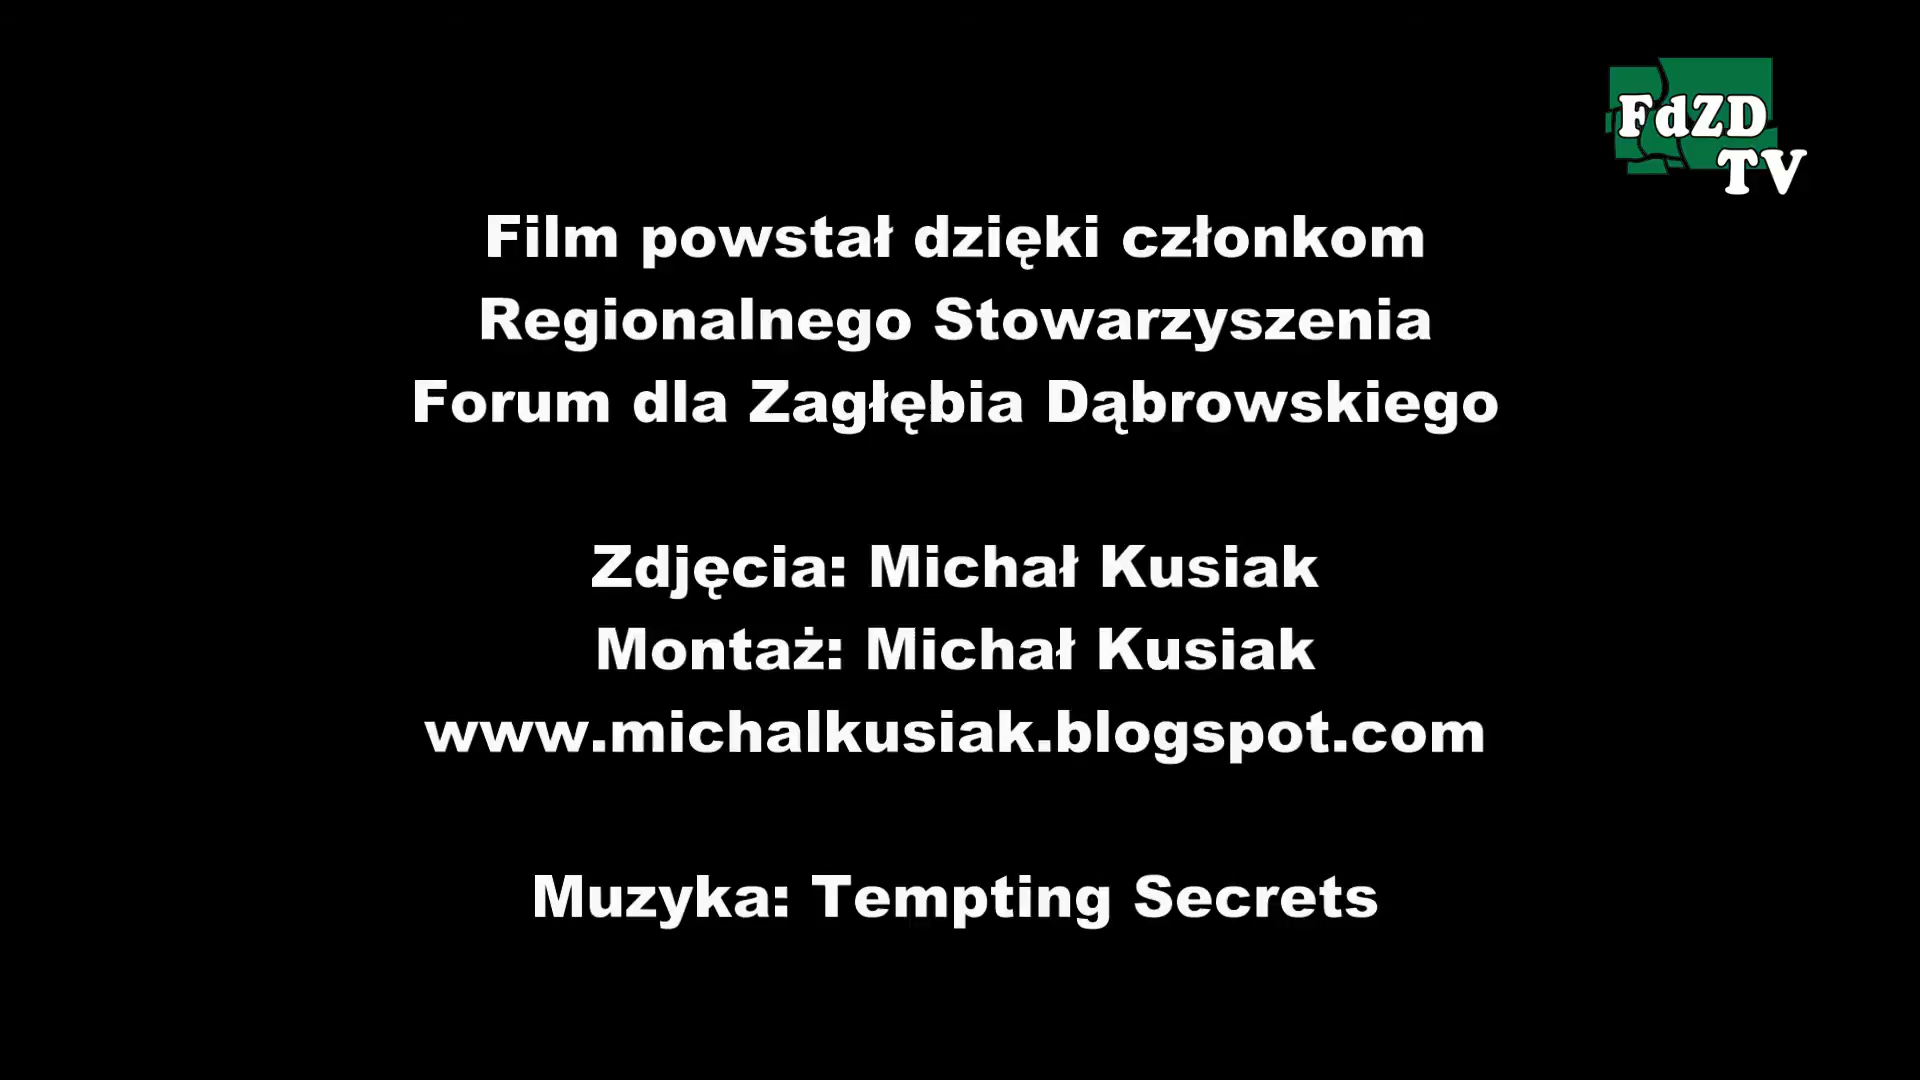 FdZD
TV
Film powstał dzięki członkom
Regionalnego Stowarzyszenia
Forum dla Zagłębia Dąbrowskiego
Zdjęcia: Michał Kusiak
Montaż: Michał Kusiak
www.michalkusiak.blogspot.com
Muzyka: Tempting Secrets